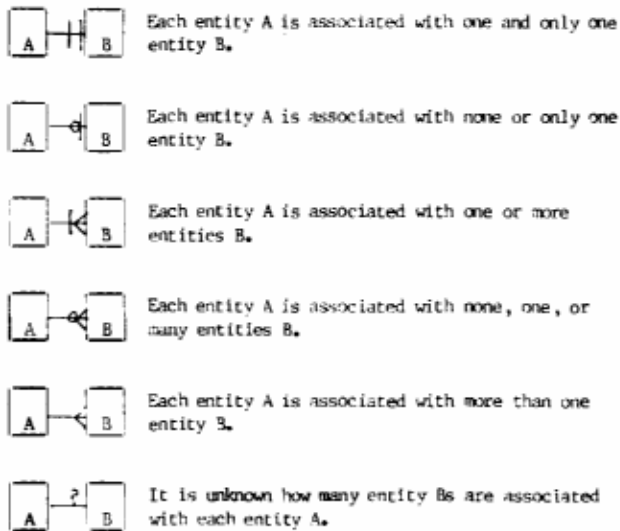 Each entity A is associated with one and only one
A B entity B.
Each entity A is associated with none or only one
A B entity B.
Each entity A is associated with one or more
A B entities B.
Each entity A is associated with none, one, or
A B many entities B.
Each entity A is associated with more than one
A B entity B.
? It is unknown how many entity Bs are associated
A B with each entity A.